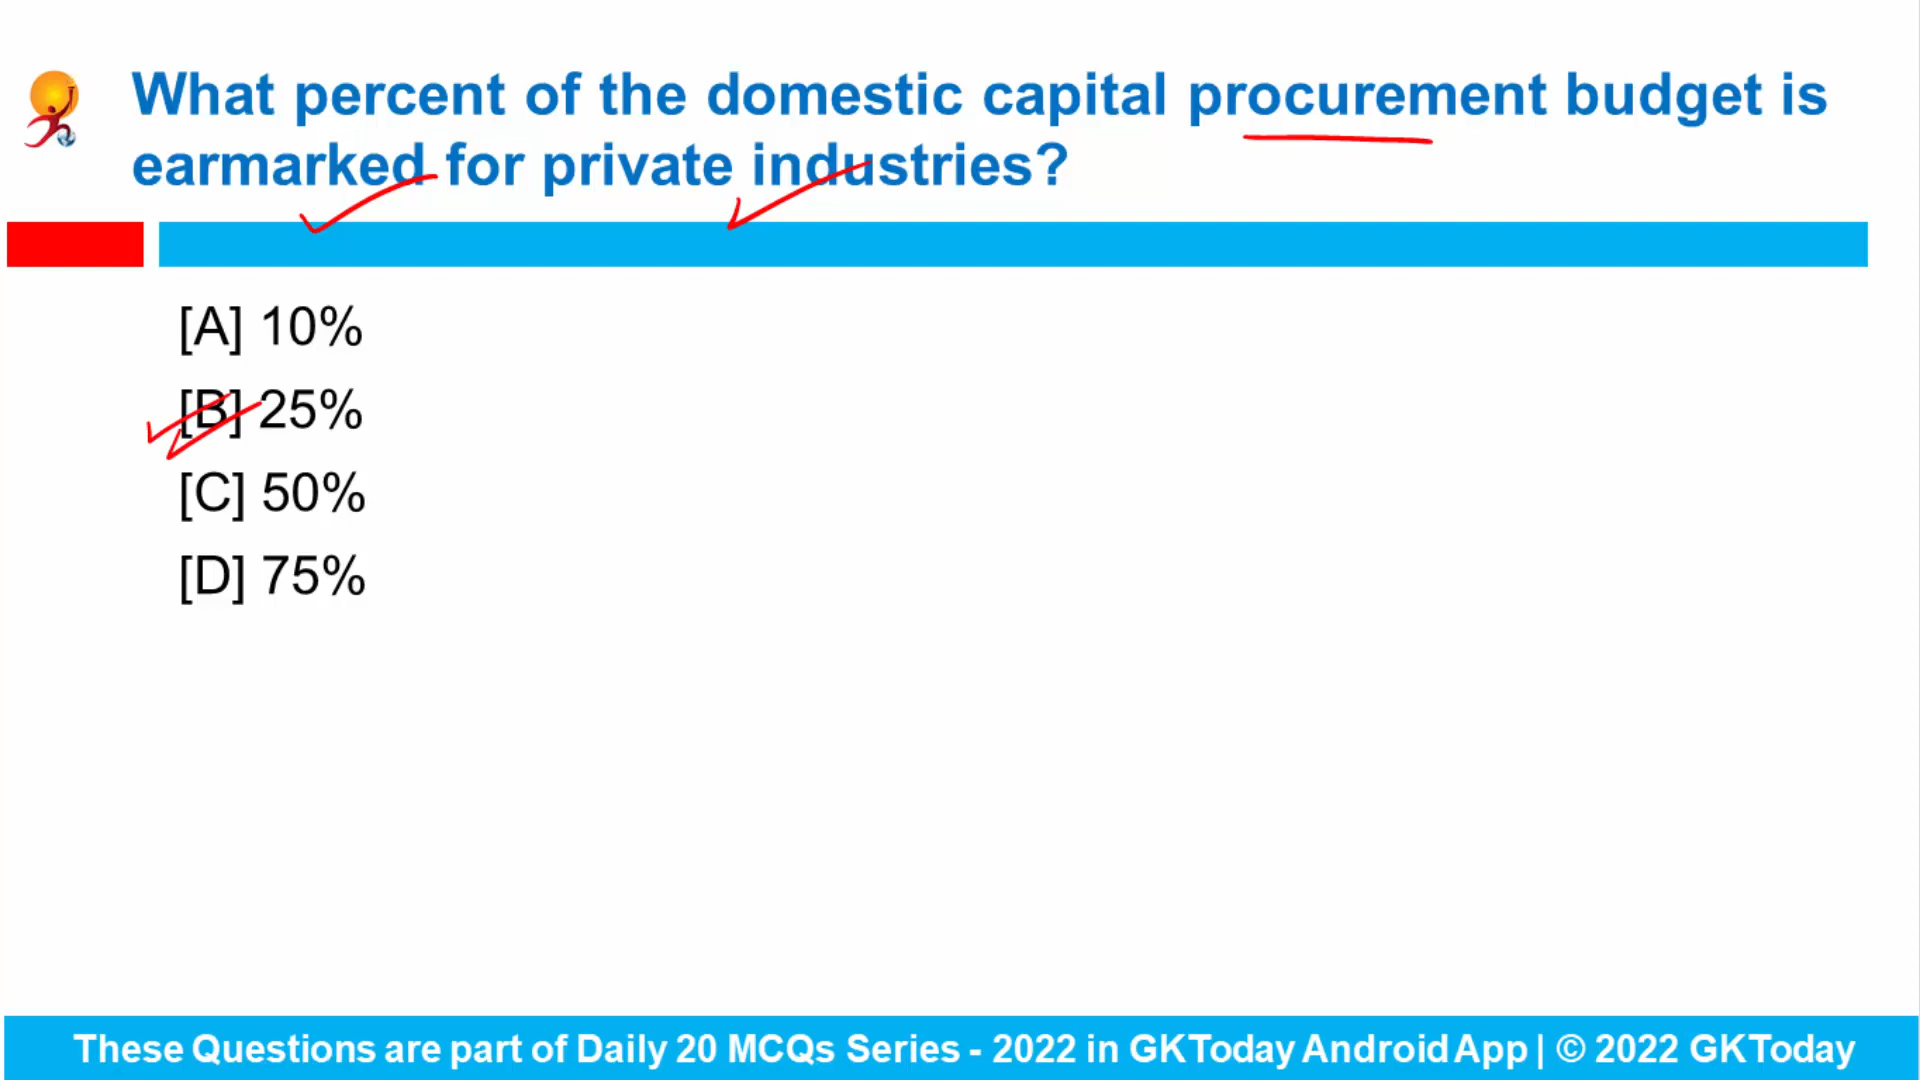 What percent of the domestic capital procurement budget is
earmarked for private industries?
[A] 10%
[B] 25%
[C] 50%
[D] 75%
These Questions are part of Daily 20 MCQs Series - 2022 in GKToday Android App | © 2022 GKToday